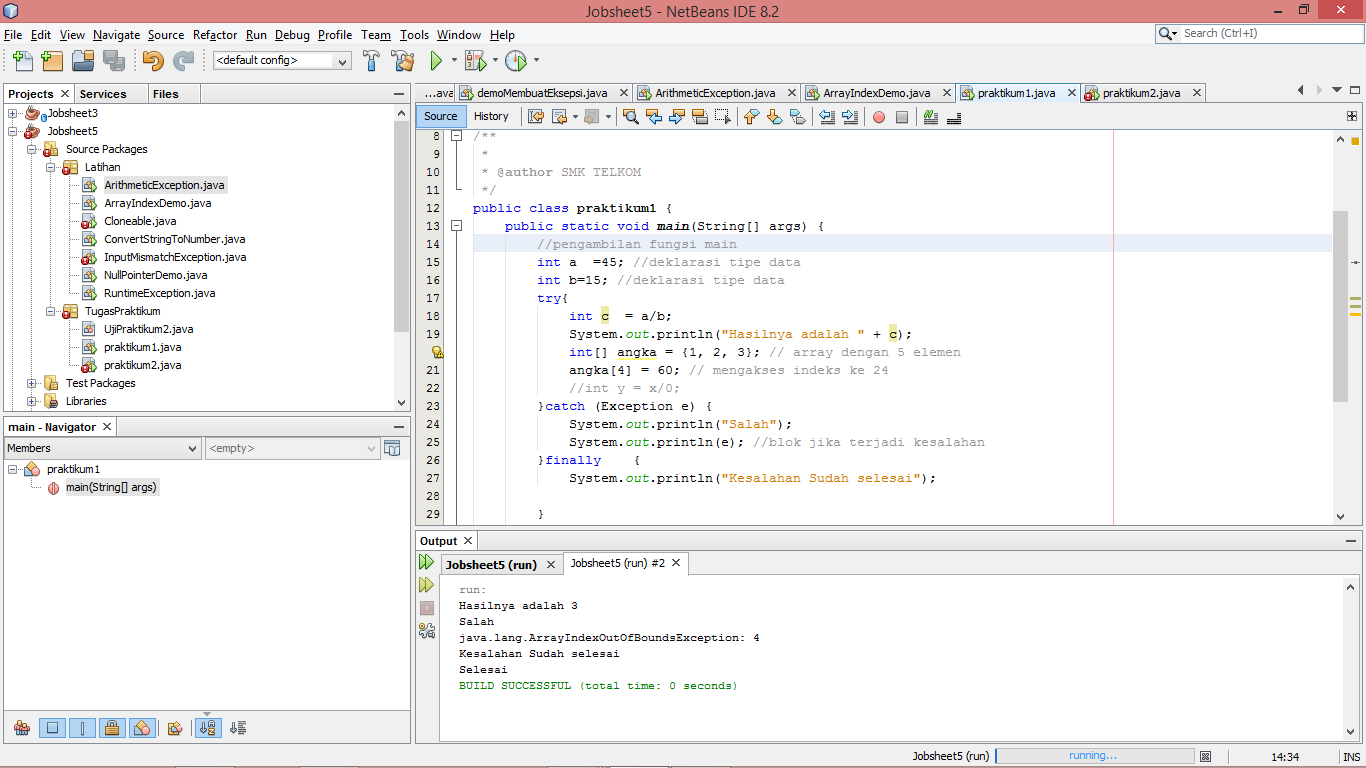 Jobsheet5 - NetBeans IDE 8.2
File Edit View Navigate Source Refactor Run Debug Profile Team Tools Window Help
Search (Ctrl+I)
<default config>
Projects Services Files
Jobsheet3
Jobsheet5
Source Packages
Latihan
ArithmeticException.java
ArrayIndexDemo.java
Cloneable.java
ConvertStringToNumber.java
InputMismatchException.java
NullPointerDemo.java
RuntimeException.java
TugasPraktikum
UjiPraktikum2.java
praktikum1.java
praktikum2.java
Test Packages
Libraries
main - Navigator
Members <empty>
praktikum1
main(String[] args)
...ava demoMembuatEksepsi.java ArithmeticException.java ArrayIndexDemo.java praktikum1.java praktikum2.java
Source History
8 /**
9 *
10 * @author SMK TELKOM
11 */
12 public class praktikum1 {
13 public static void main(String[] args) {
14 //pengambilan fungsi main
15 int a  =45; //deklarasi tipe data
16 int b=15; //deklarasi tipe data
17 try{
18 int c  = a/b;
19 System.out.println("Hasilnya adalah " + c);
int[] angka = {1, 2, 3}; // array dengan 5 elemen
21 angka[4] = 60; // mengakses indeks ke 24
22 //int y = x/0;
23 }catch (Exception e) {
24 System.out.println("Salah");
25 System.out.println(e); //blok jika terjadi kesalahan
26 }finally    {
27 System.out.println("Kesalahan Sudah selesai");
28
29 }
Output
Jobsheet5 (run) Jobsheet5 (run) #2
run:
Hasilnya adalah 3
Salah
java.lang.ArrayIndexOutOfBoundsException: 4
Kesalahan Sudah selesai
Selesai
BUILD SUCCESSFUL (total time: 0 seconds)
Jobsheet5 (run) running... 14:34 INS